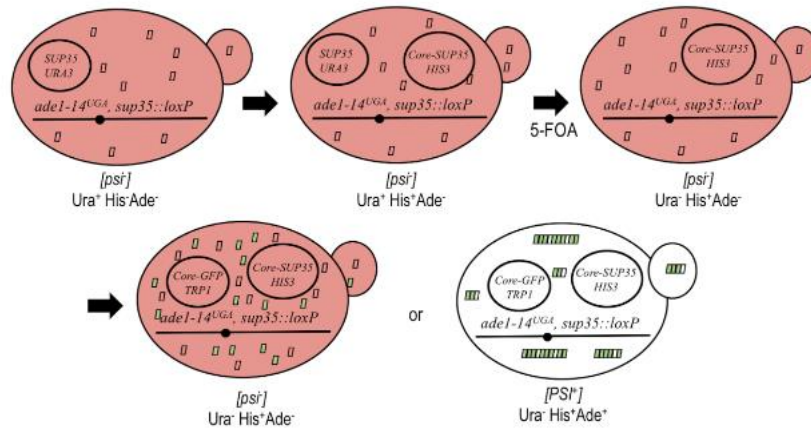 SUP35
URA3
ade1-14ᵁᴳᴬ, sup35::loxP
[psi⁻]
Ura⁺ His⁻Ade⁻
SUP35
URA3
Core-SUP35
HIS3
ade1-14ᵁᴳᴬ, sup35::loxP
[psi⁻]
Ura⁺ His⁺Ade⁻
5-FOA
Core-SUP35
HIS3
ade1-14ᵁᴳᴬ, sup35::loxP
[psi⁻]
Ura⁻ His⁺Ade⁻
Core-GFP
TRP1
Core-SUP35
HIS3
ade1-14ᵁᴳᴬ, sup35::loxP
[psi⁻]
Ura⁻ His⁺Ade⁻
or
Core-GFP
TRP1
Core-SUP35
HIS3
ade1-14ᵁᴳᴬ, sup35::loxP
[PSI⁺]
Ura⁻ His⁺Ade⁺